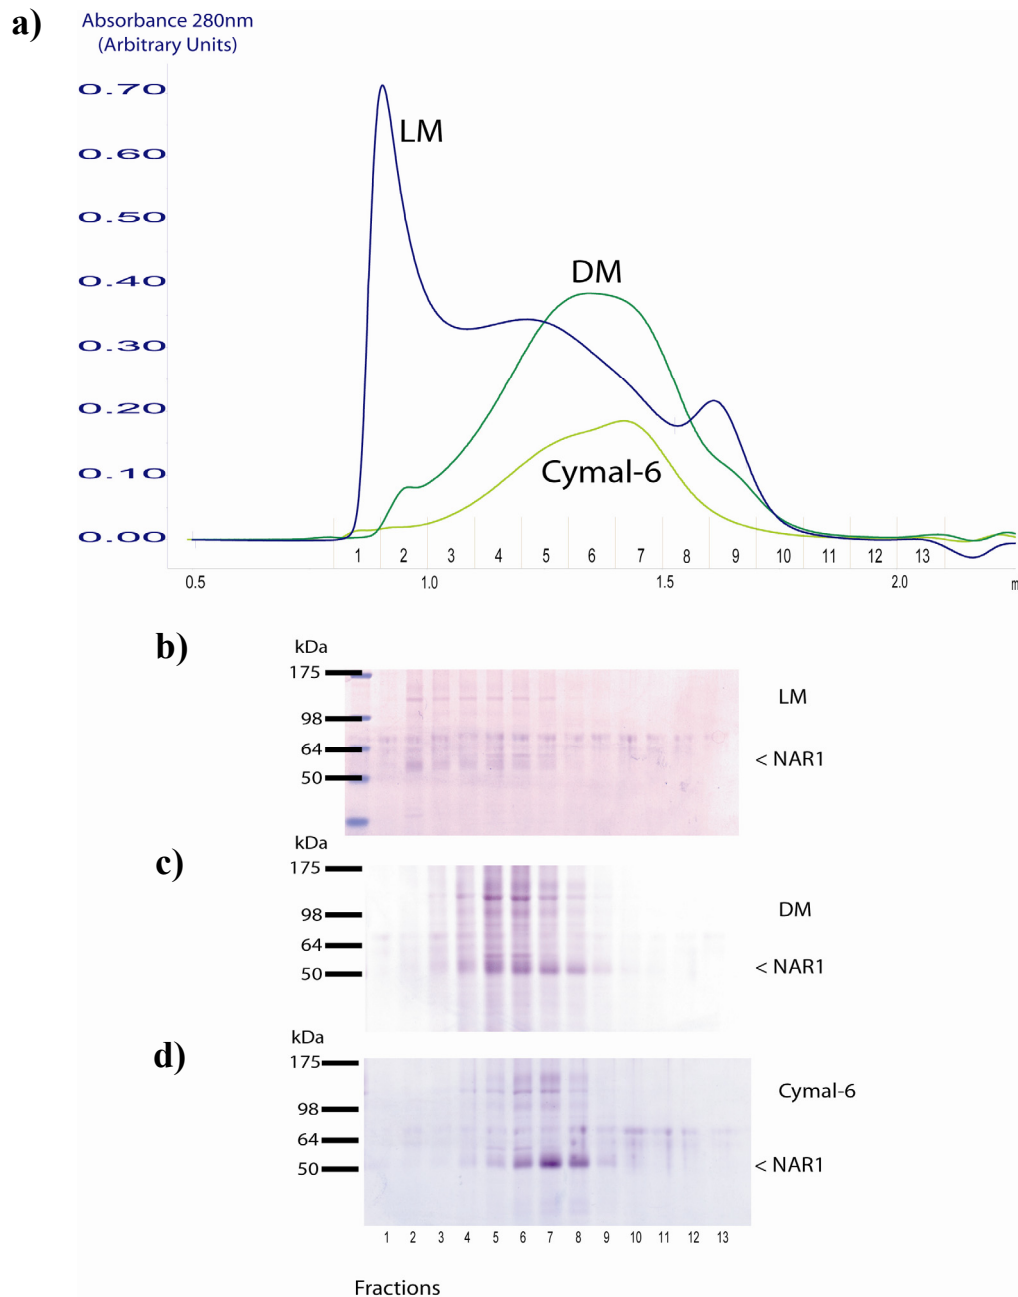 a)
Absorbance 280nm
(Arbitrary Units)
0.70
LM
0.60
0.50
DM
0.40
0.30
0.20
Cymal-6
0.10
0.00
1 2 3 4 5 6 7 8 9 10 11 12 13
0.5 1.0 1.5 2.0 m
b)
kDa
175
LM
98
64
< NAR1
50
c)
kDa
175
DM
98
64
< NAR1
50
d)
kDa
175
Cymal-6
98
64
< NAR1
50
1 2 3 4 5 6 7 8 9 10 11 12 13
Fractions